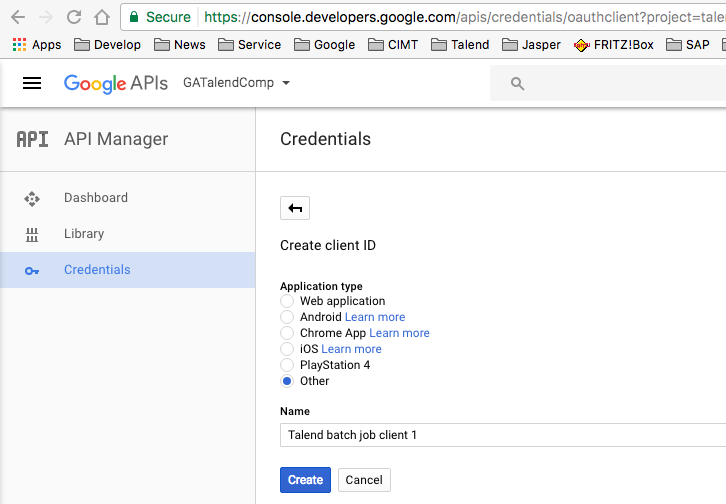 Secure https://console.developers.google.com/apis/credentials/oauthclient?project=tale
Apps Develop News Service Google CIMT Talend Jasper FRITZ!Box SAP
Google APIs GATalendComp
API API Manager Credentials
Dashboard
Library
Credentials
Create client ID
Application type
Web application
Android Learn more
Chrome App Learn more
iOS Learn more
PlayStation 4
Other
Name
Talend batch job client 1
Create Cancel